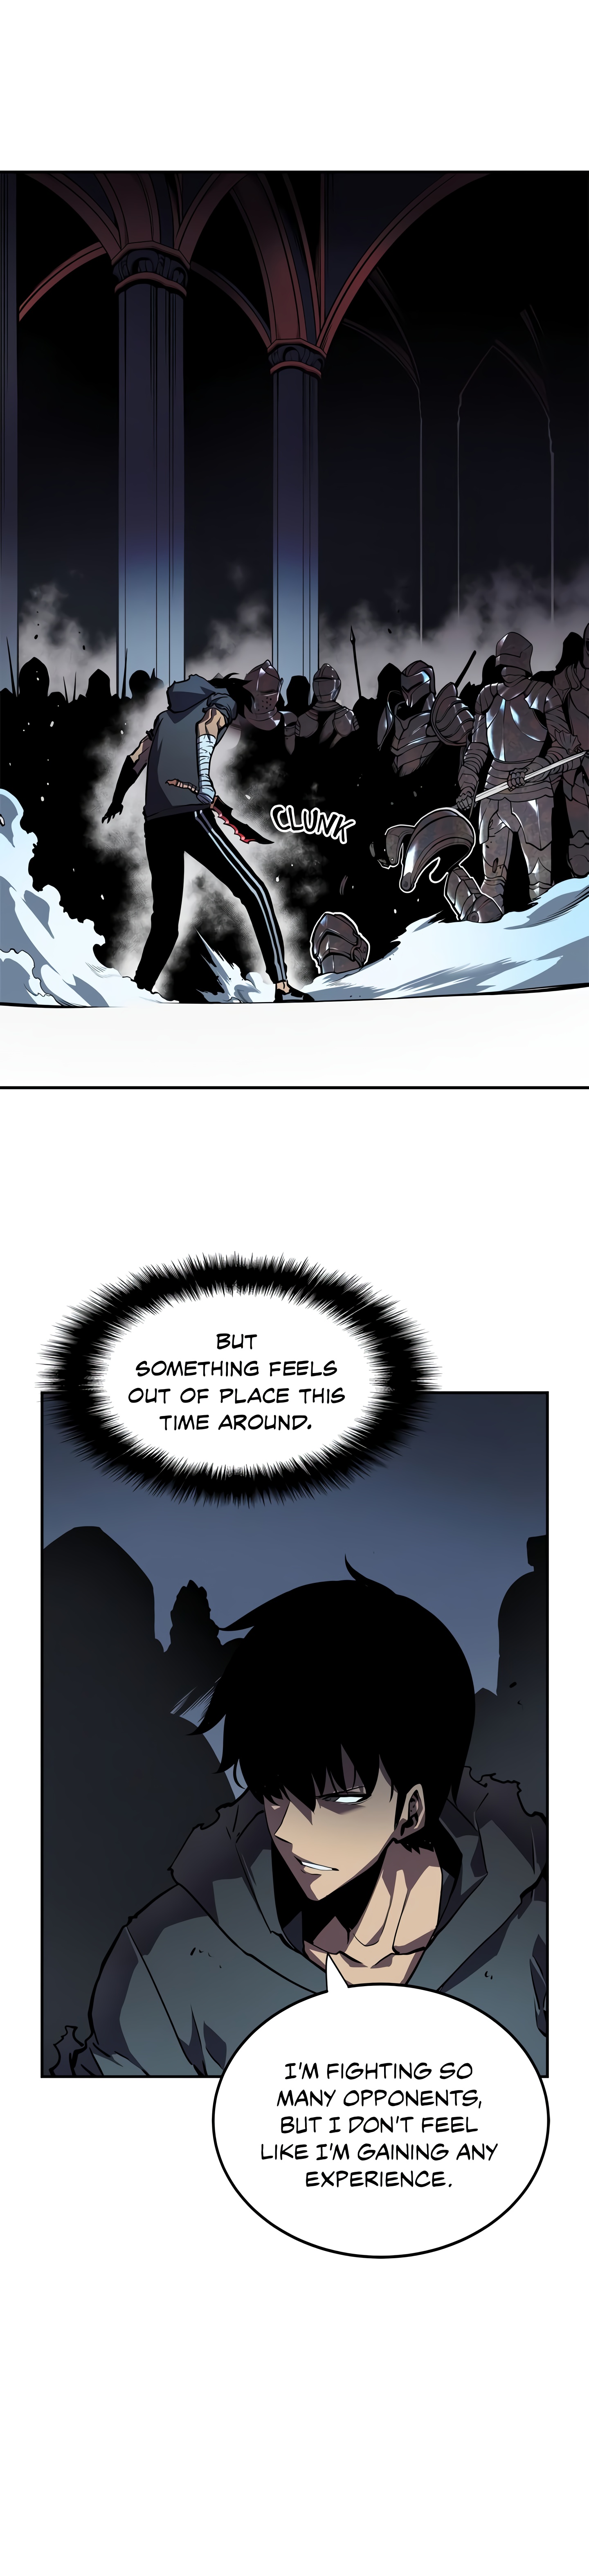 CLUNK
BUT
SOMETHING FEELS
OUT OF PLACE THIS
TIME AROUND.
I'M FIGHTING SO
MANY OPPONENTS,
BUT I DON'T FEEL
LIKE I'M GAINING ANY
EXPERIENCE.